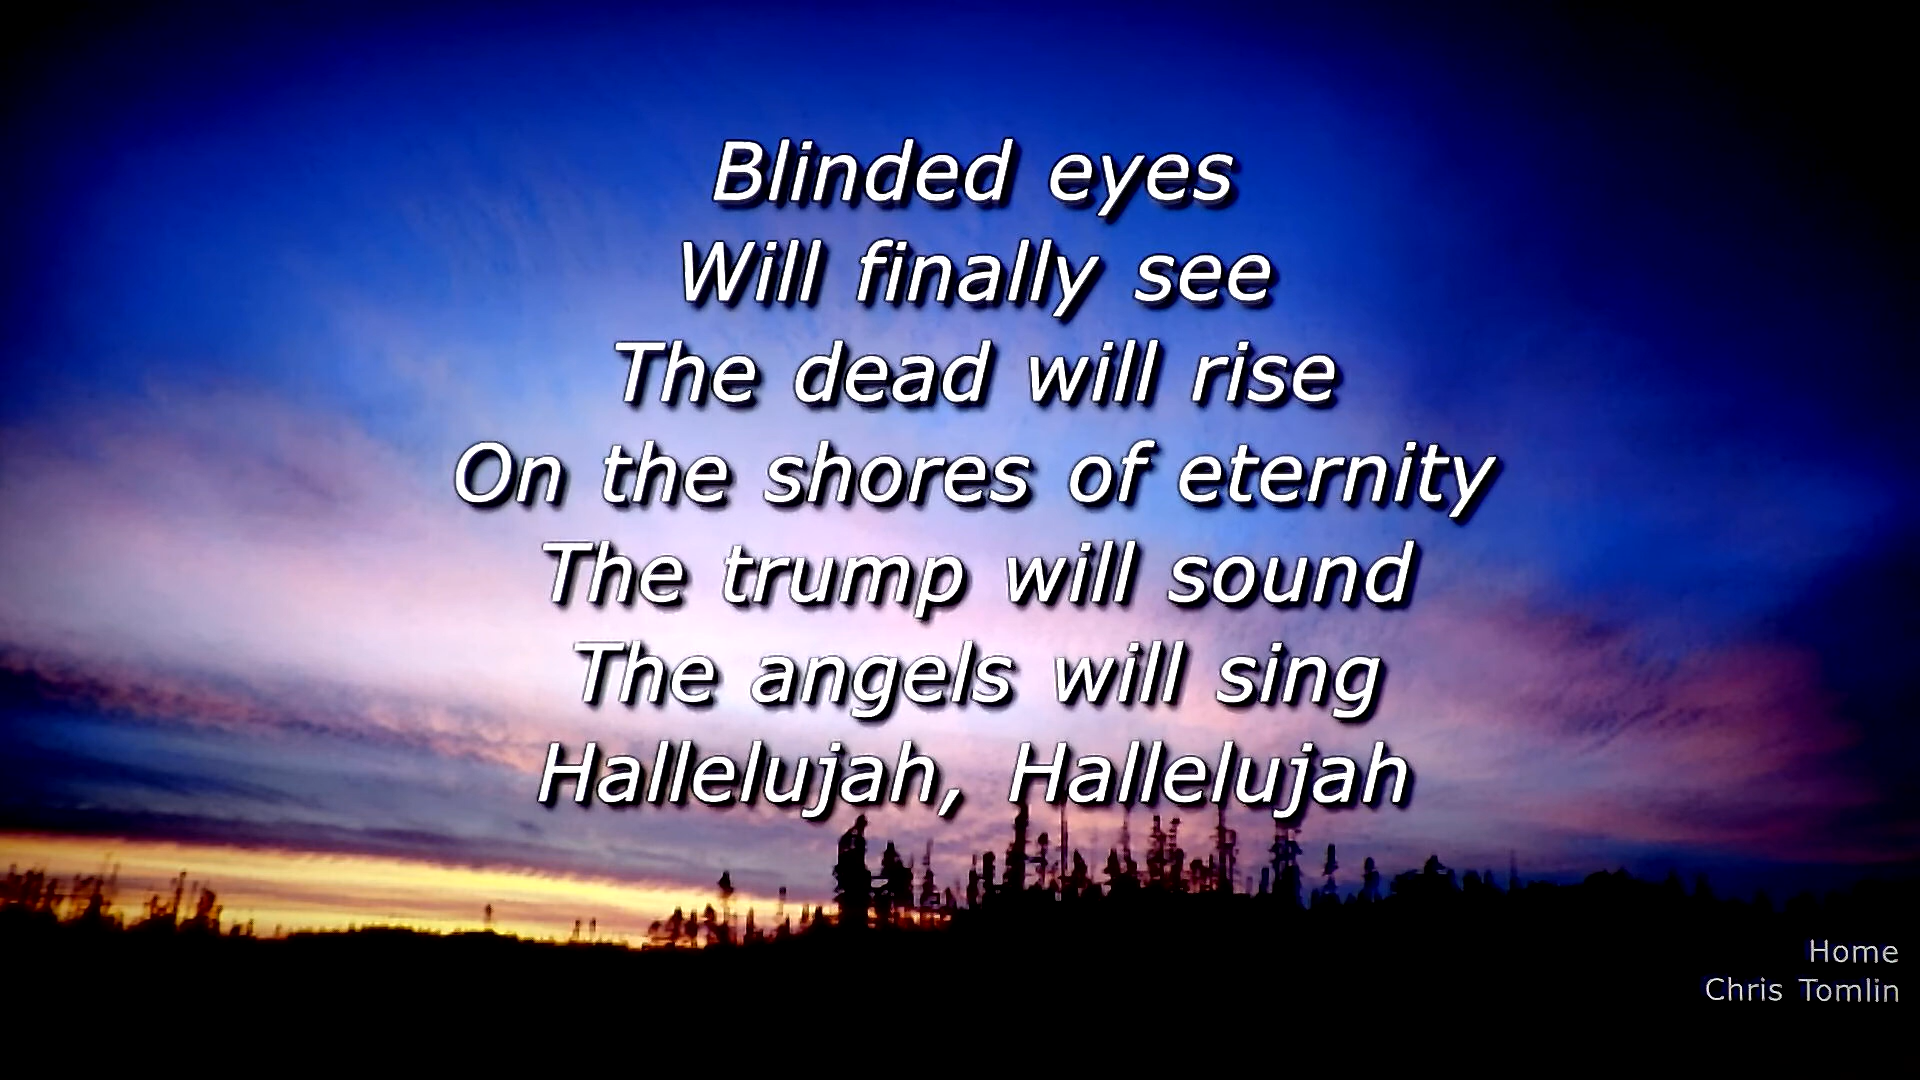 Blinded eyes
Will finally see
The dead will rise
On the shores of eternity
The trump will sound
The angels will sing
Hallelujah, Hallelujah
Home
Chris Tomlin